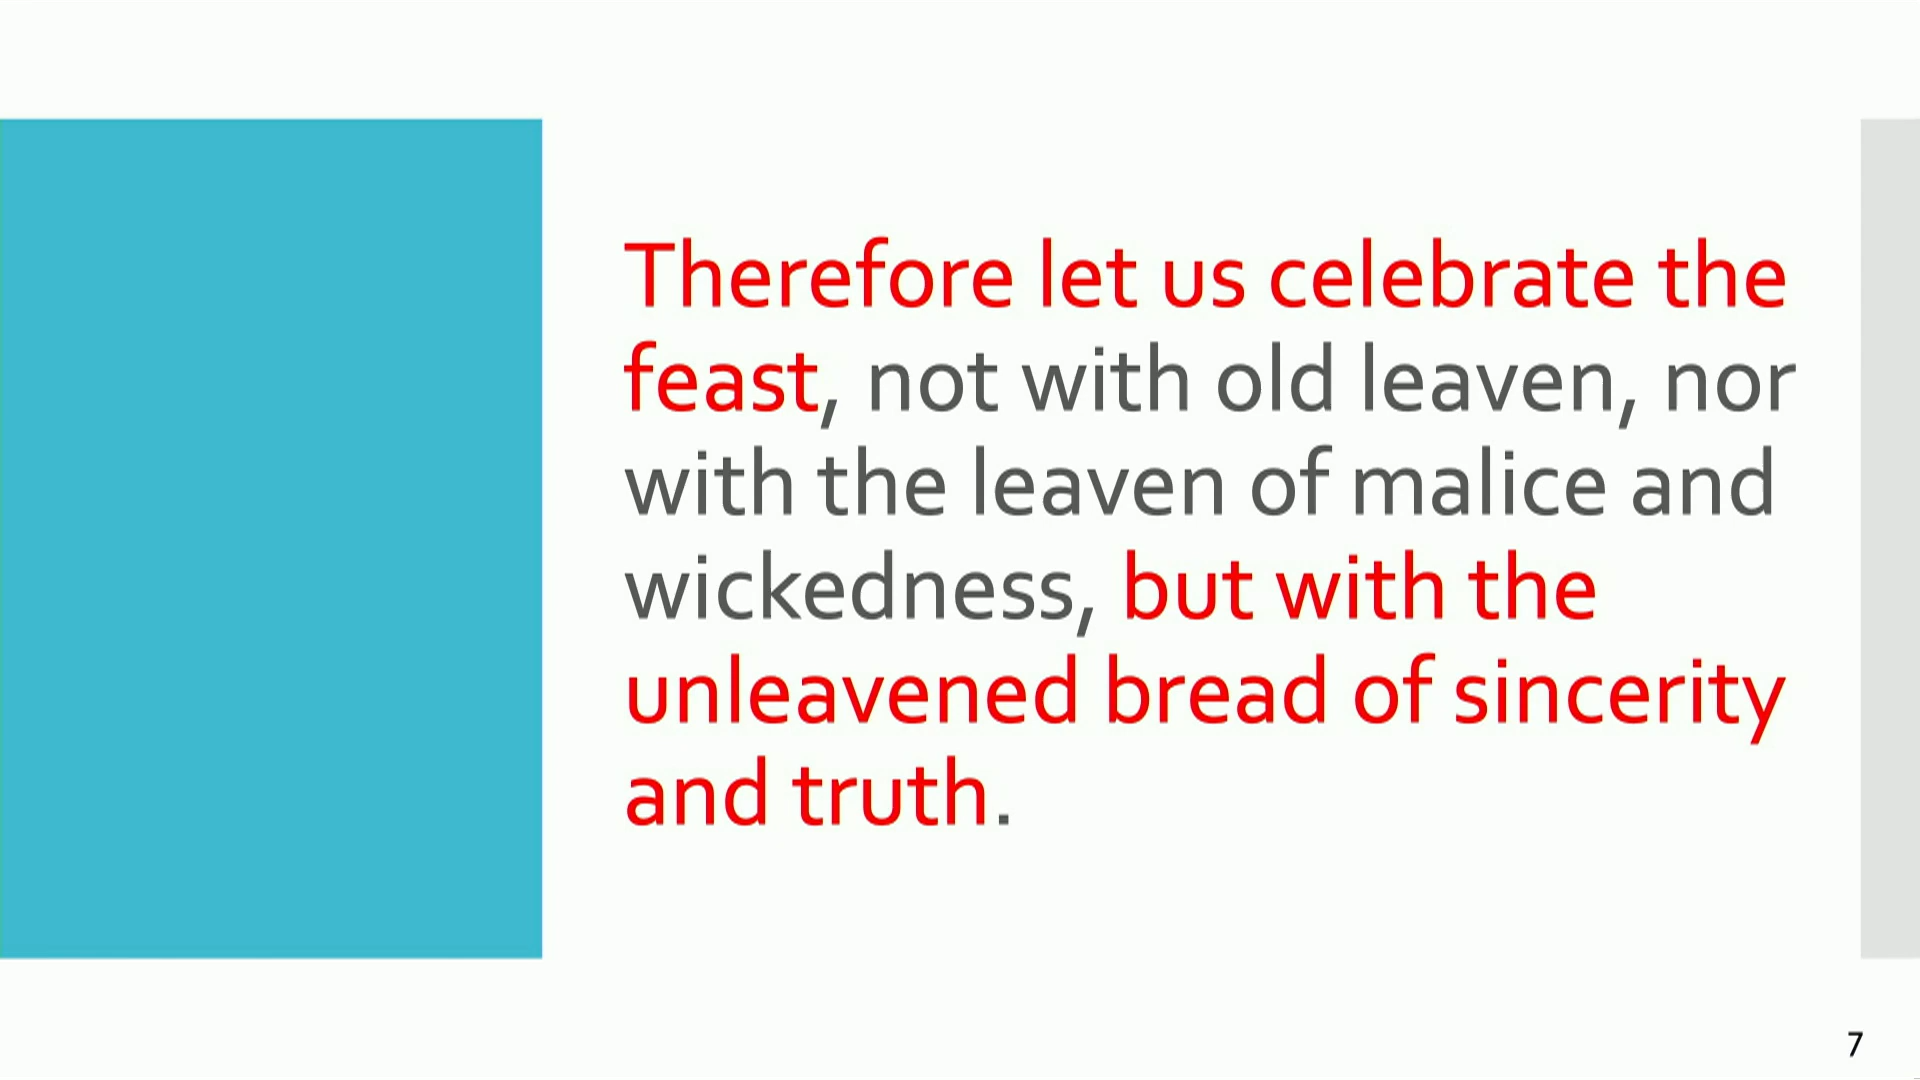 Therefore let us celebrate the
feast, not with old leaven, nor
with the leaven of malice and
wickedness, but with the
unleavened bread of sincerity
and truth.
7